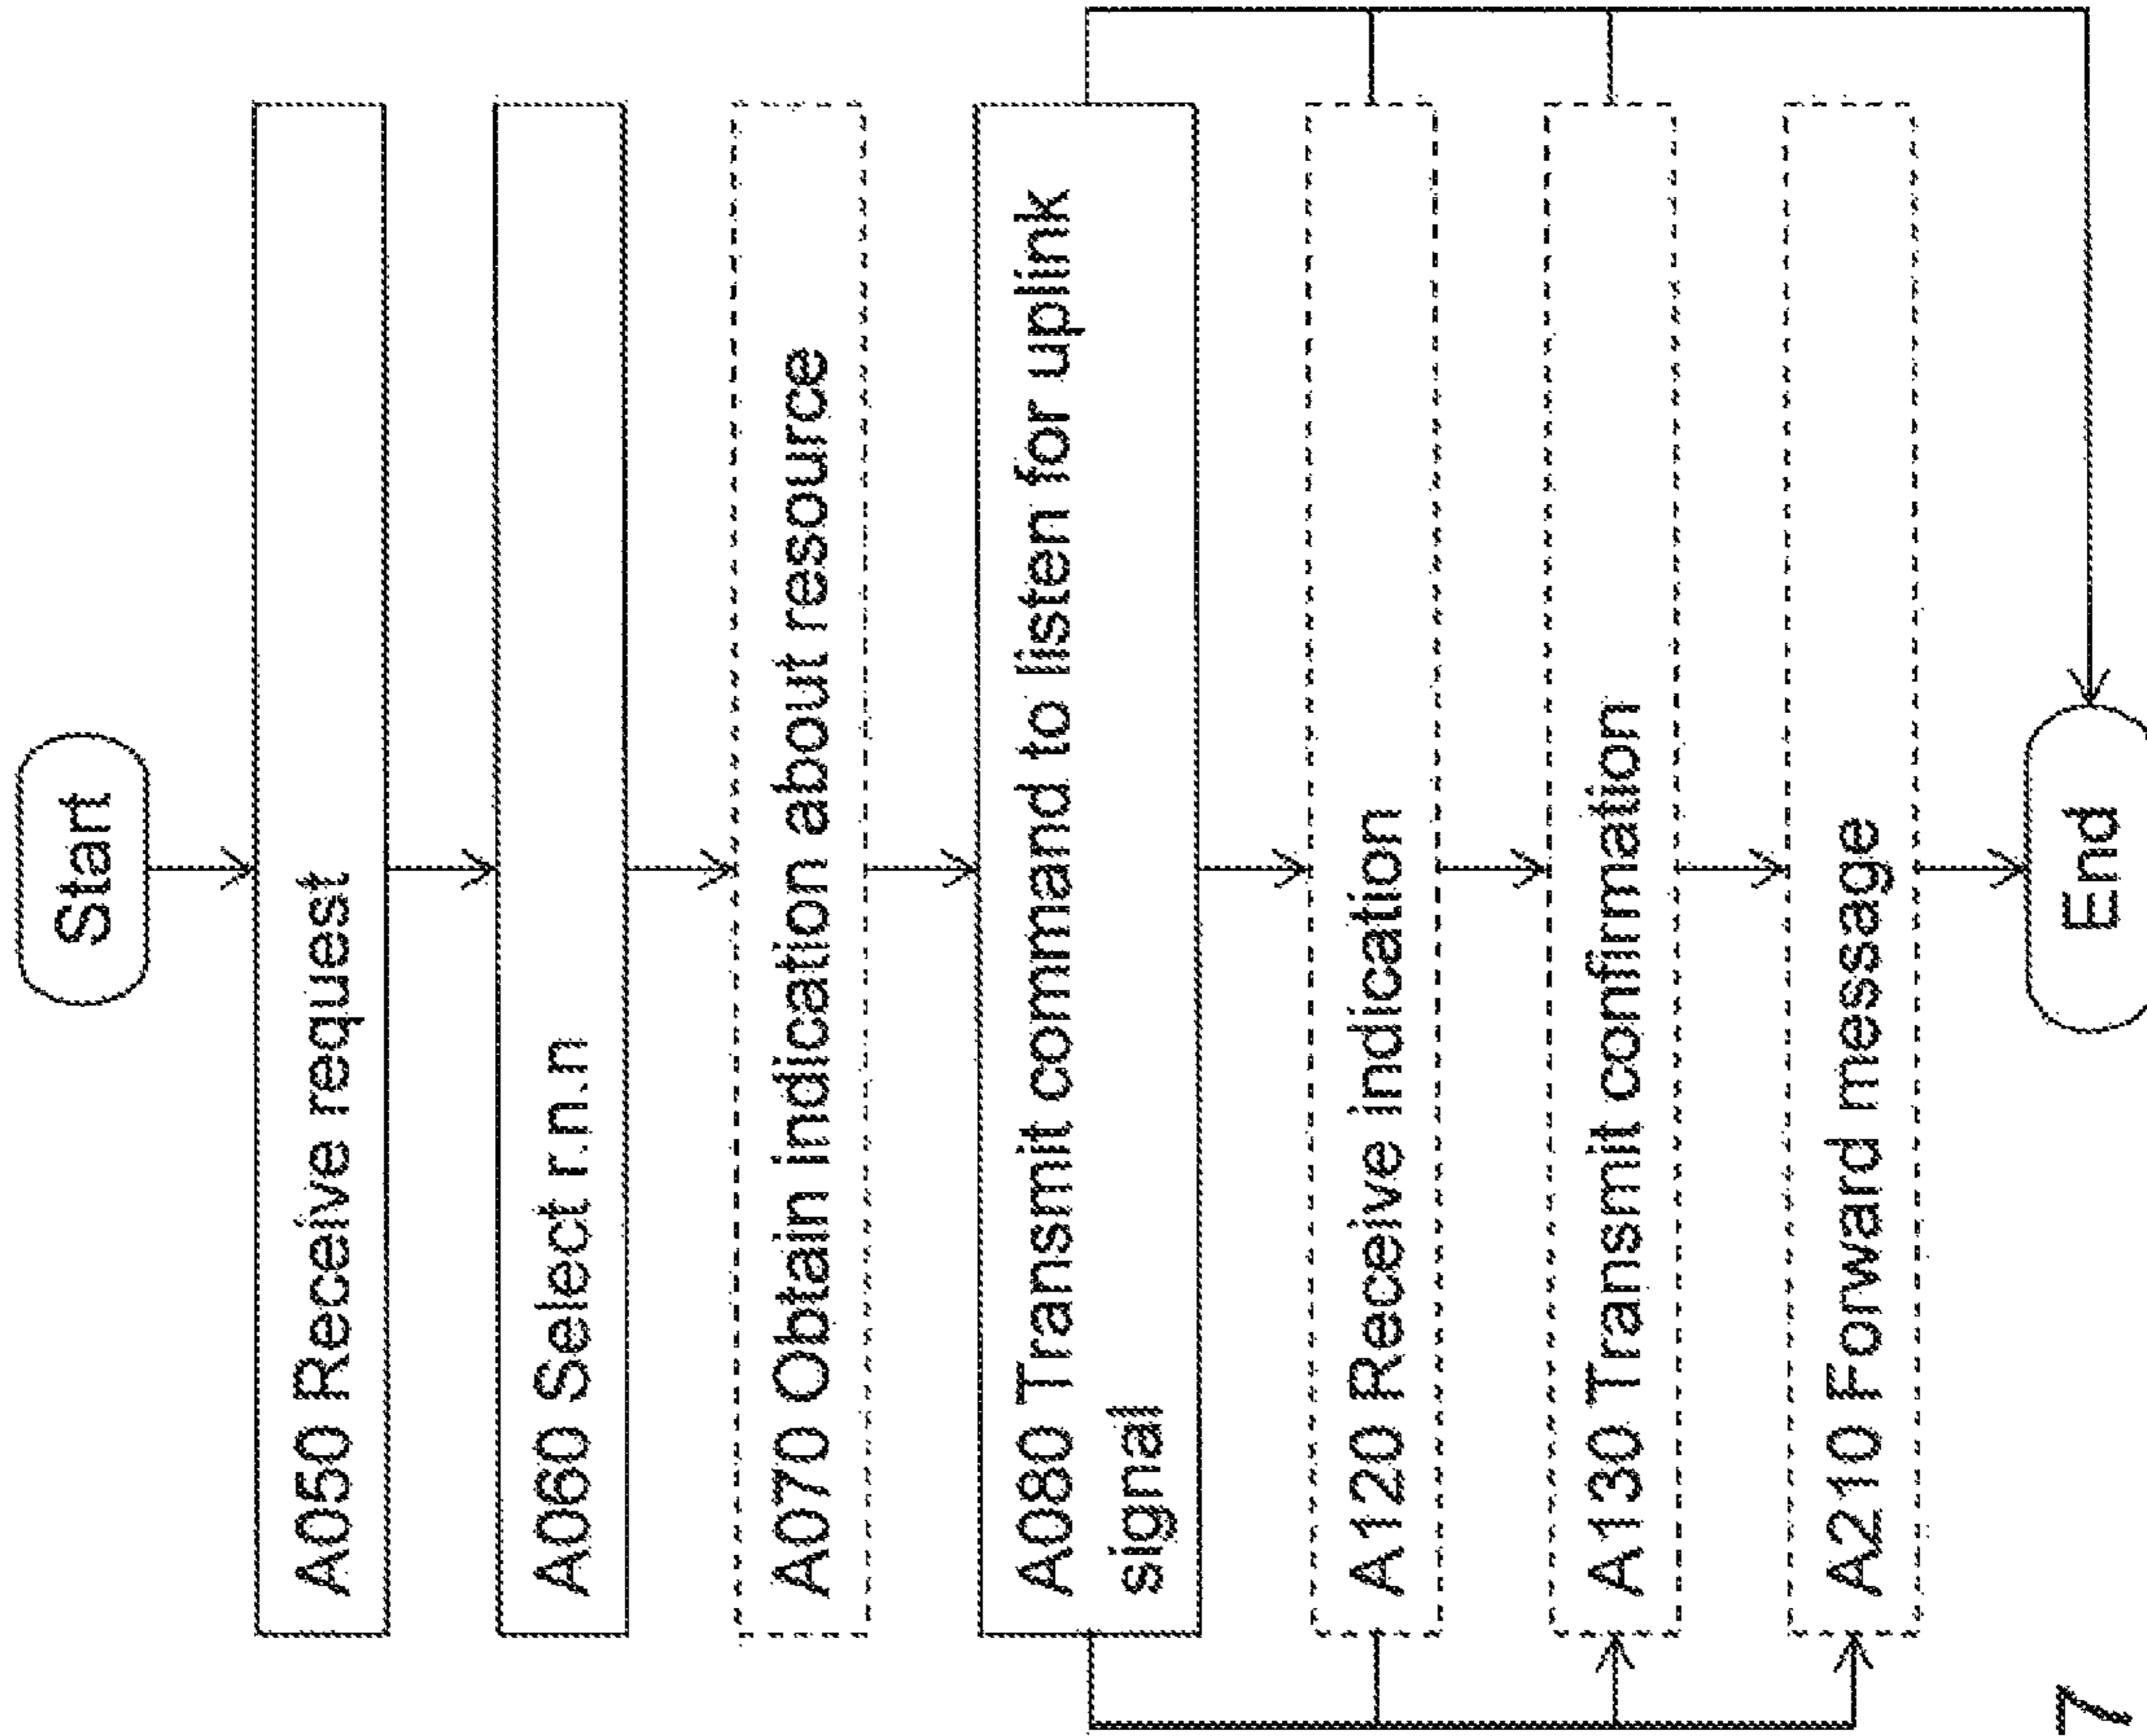 Start
A050 Receive request
A060 Select r.n.n
A070 Obtain indication about resource
A080 Transmit command to listen for uplink
signal
A120 Receive indication
A130 Transmit confirmation
A210 Forward message
End
7